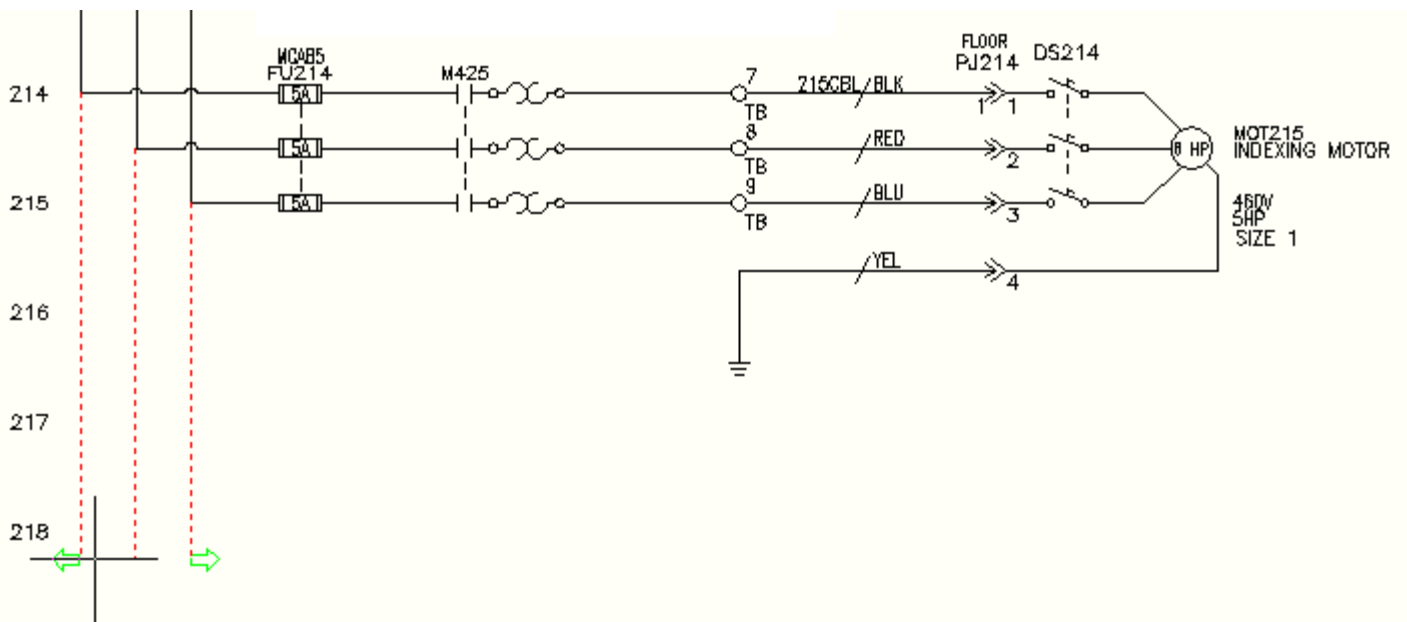 214
MCAB5
FU214
5A
M425
7
TB
215CBL/BLK
FLOOR
PJ214
1
1
DS214
5A
8
TB
RED
2
HP
MOT215
INDEXING MOTOR
215
5A
9
TB
BLU
3
460V
5HP
SIZE 1
YEL
4
216
217
218